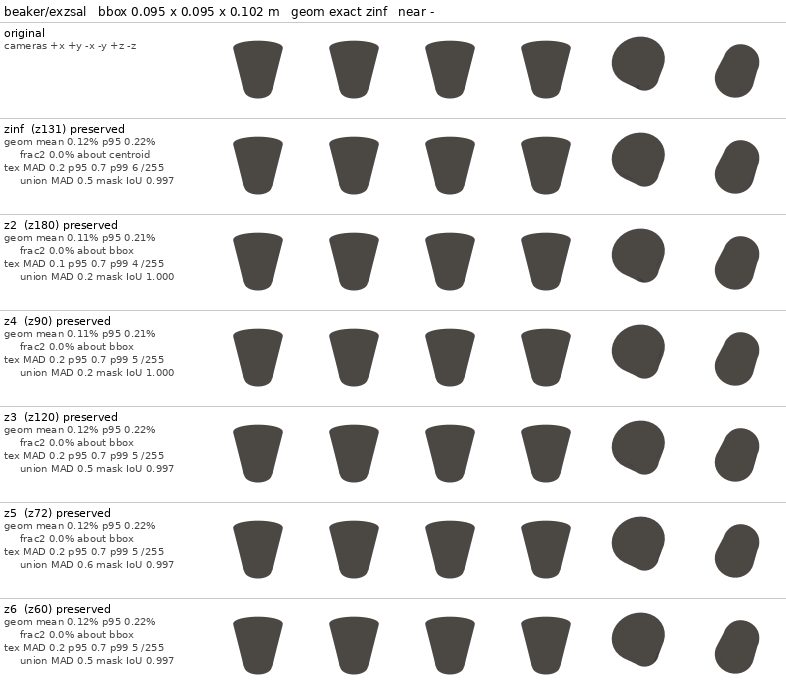 beaker/exzsal bbox 0.095 x 0.095 x 0.102 m geom exact zinf near -
original
cameras +x +y -x -y +z -z
zinf (z131) preserved
geom mean 0.12% p95 0.22%
frac2 0.0% about centroid
tex MAD 0.2 p95 0.7 p99 6 /255
union MAD 0.5 mask IoU 0.997
z2 (z180) preserved
geom mean 0.11% p95 0.21%
frac2 0.0% about bbox
tex MAD 0.1 p95 0.7 p99 4 /255
union MAD 0.2 mask IoU 1.000
z4 (z90) preserved
geom mean 0.11% p95 0.21%
frac2 0.0% about bbox
tex MAD 0.2 p95 0.7 p99 5 /255
union MAD 0.2 mask IoU 1.000
z3 (z120) preserved
geom mean 0.12% p95 0.22%
frac2 0.0% about bbox
tex MAD 0.2 p95 0.7 p99 5 /255
union MAD 0.5 mask IoU 0.997
z5 (z72) preserved
geom mean 0.12% p95 0.22%
frac2 0.0% about bbox
tex MAD 0.2 p95 0.7 p99 5 /255
union MAD 0.6 mask IoU 0.997
z6 (z60) preserved
geom mean 0.12% p95 0.22%
frac2 0.0% about bbox
tex MAD 0.2 p95 0.7 p99 5 /255
union MAD 0.5 mask IoU 0.997